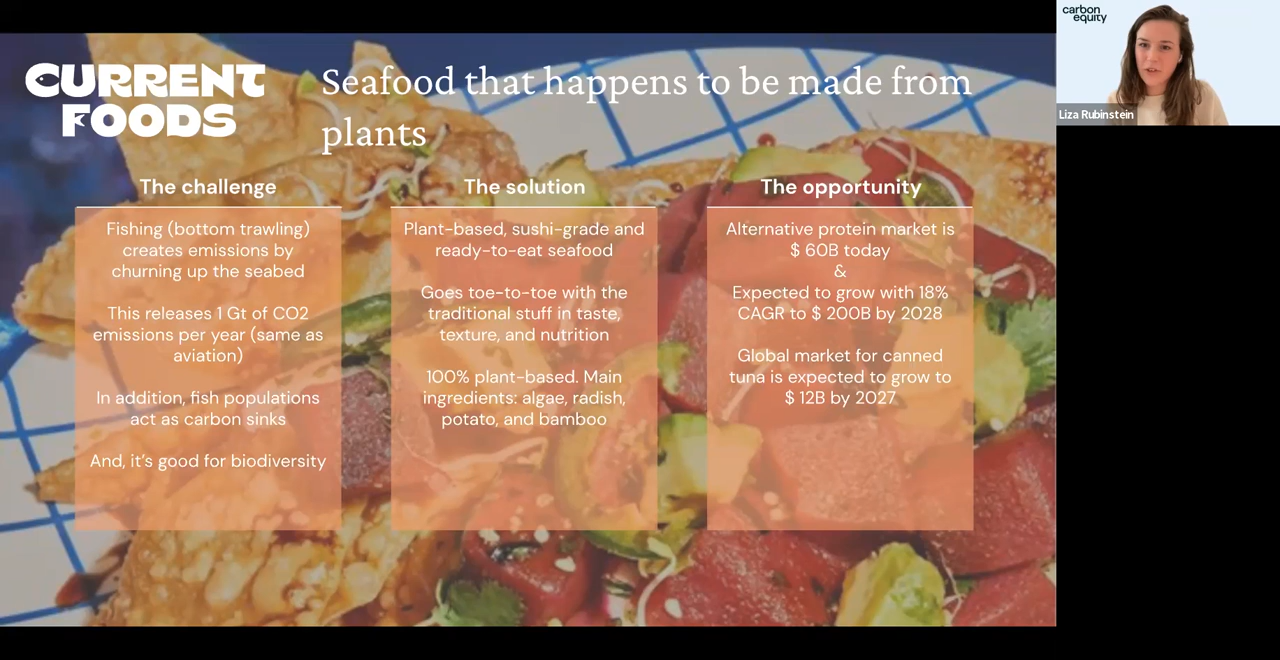 CURRENT
FOODS
Seafood that happens to be made from
plants
The challenge
Fishing (bottom trawling)
creates emissions by
churning up the seabed
This releases 1 Gt of CO2
emissions per year (same as
aviation)
In addition, fish populations
act as carbon sinks
And, it's good for biodiversity
The solution
Plant-based, sushi-grade and
ready-to-eat seafood
Goes toe-to-toe with the
traditional stuff in taste,
texture, and nutrition
100% plant-based. Main
ingredients: algae, radish,
potato, and bamboo
The opportunity
Alternative protein market is
$ 60B today
&
Expected to grow with 18%
CAGR to $ 200B by 2028
Global market for canned
tuna is expected to grow to
$ 12B by 2027
carbon
equity
Liza Rubinstein